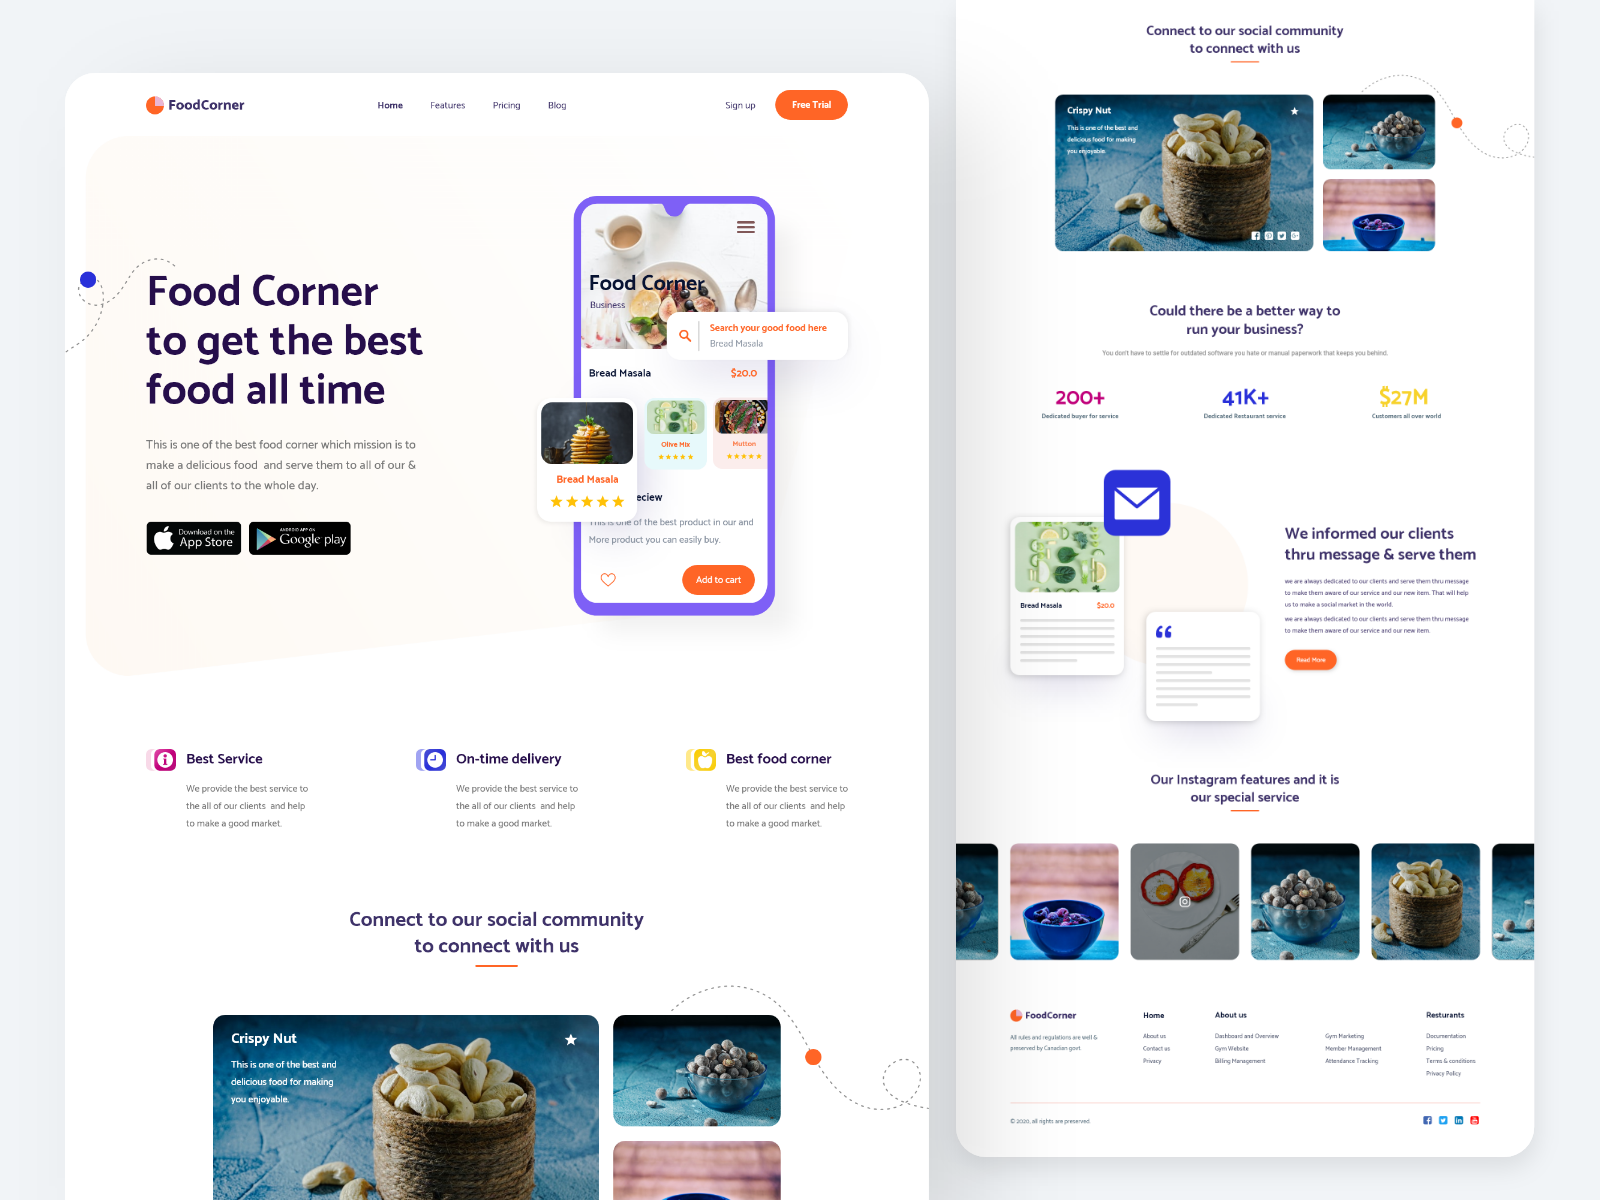 FoodCorner
Home
Features
Pricing
Blog
Sign up
Free Trial
Food Corner
to get the best
food all time
This is one of the best food corner which mission is to
make a delicious food and serve them to all of our &
all of our clients to the whole day.
Download on the
App Store
ANDROID APP ON
Google play
Food Corner
Business
Search your good food here
Bread Masala
Bread Masala
$20.0
Bread Masala
Olive Mix
Mutton
eciew
This is one of the best product in our and
More product you can easily buy.
Add to cart
Best Service
We provide the best service to
the all of our clients and help
to make a good market.
On-time delivery
We provide the best service to
the all of our clients and help
to make a good market.
Best food corner
We provide the best service to
the all of our clients and help
to make a good market.
Connect to our social community
to connect with us
Crispy Nut
This is one of the best and
delicious food for making
you enjoyable.
Connect to our social community
to connect with us
Crispy Nut
This is one of the best and
delicious food for making
you enjoyable.
Could there be a better way to
run your business?
You don't have to settle for outdated software you hate or manual paperwork that keeps you behind.
200+
Dedicated buyer for service
41K+
Dedicated Restaurant service
$27M
Customers all over world
Bread Masala
$20.0
“
We informed our clients
thru message & serve them
we are always dedicated to our clients and serve them thru message
to make them aware of our service and our new item. That will help
us to make a social market in the world.
we are always dedicated to our clients and serve them thru message
to make them aware of our service and our new item.
Read More
Our Instagram features and it is
our special service
FoodCorner
All rules and regulations are well &
preserved by Canadian govt.
Home
About us
Contact us
Privacy
About us
Dashboard and Overview
Gym Website
Billing Management
Gym Marketing
Member Management
Attendance Tracking
Resturants
Documentation
Pricing
Terms & conditions
Privacy Policy
© 2020, all rights are preserved.